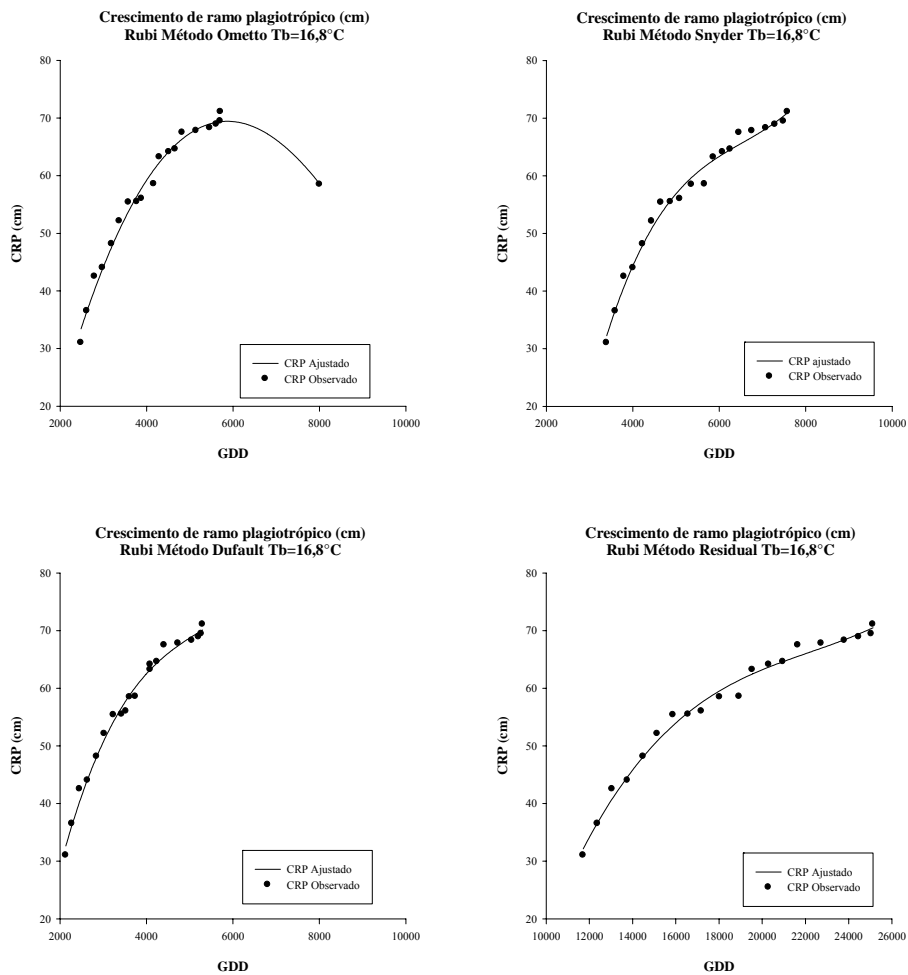 Crescimento de ramo plagiotrópico (cm)
Rubi Método Ometto Tb=16,8°C
80
70
60
50
40
30
20
CRP (cm)
CRP Ajustado
CRP Observado
2000 4000 6000 8000 10000
GDD
Crescimento de ramo plagiotrópico (cm)
Rubi Método Snyder Tb=16,8°C
80
70
60
50
40
30
20
CRP (cm)
CRP ajustado
CRP Observado
2000 4000 6000 8000 10000
GDD
Crescimento de ramo plagiotrópico (cm)
Rubi Método Dufault Tb=16,8°C
80
70
60
50
40
30
20
CRP (cm)
CRP Ajustado
CRP Observado
2000 4000 6000 8000 10000
GDD
Crescimento de ramo plagiotrópico (cm)
Rubi Método Residual Tb=16,8°C
80
70
60
50
40
30
20
CRP (cm)
CRP Ajustado
CRP Observado
10000 12000 14000 16000 18000 20000 22000 24000 26000
GDD